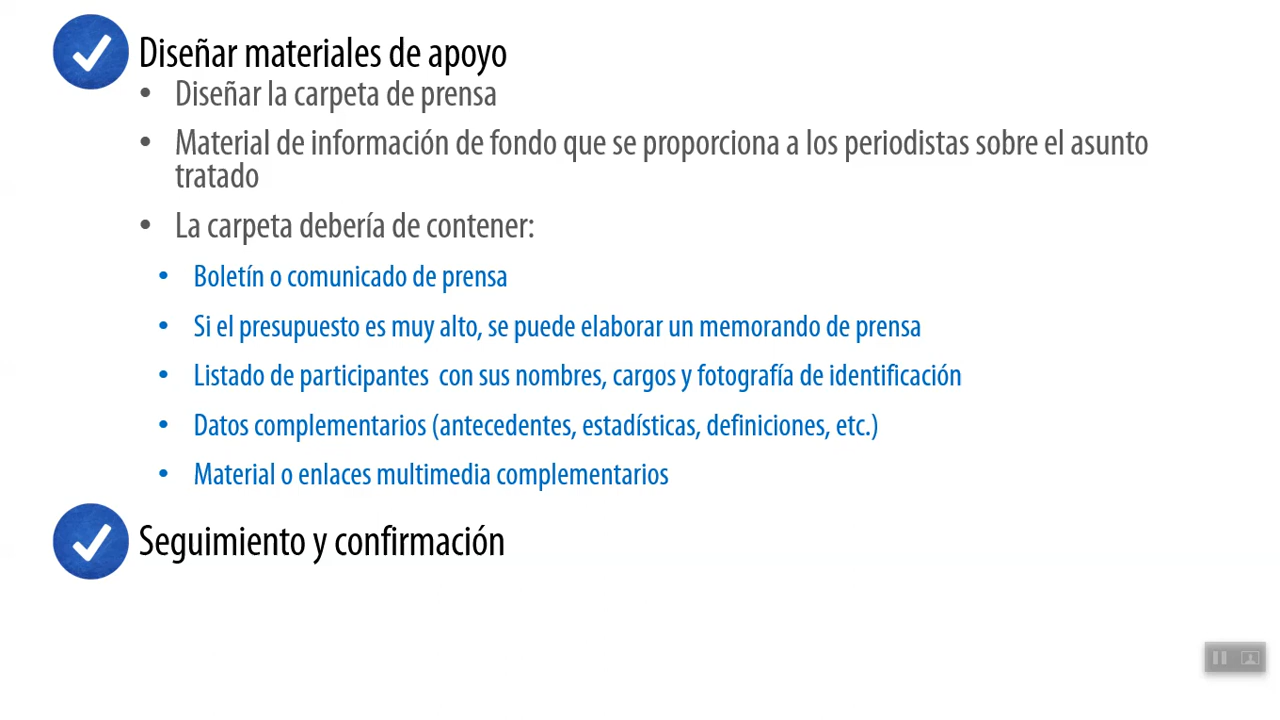 Diseñar materiales de apoyo
• Diseñar la carpeta de prensa
• Material de información de fondo que se proporciona a los periodistas sobre el asunto
tratado
• La carpeta debería de contener:
• Boletín o comunicado de prensa
• Si el presupuesto es muy alto, se puede elaborar un memorando de prensa
• Listado de participantes con sus nombres, cargos y fotografía de identificación
• Datos complementarios (antecedentes, estadísticas, definiciones, etc.)
• Material o enlaces multimedia complementarios
Seguimiento y confirmación